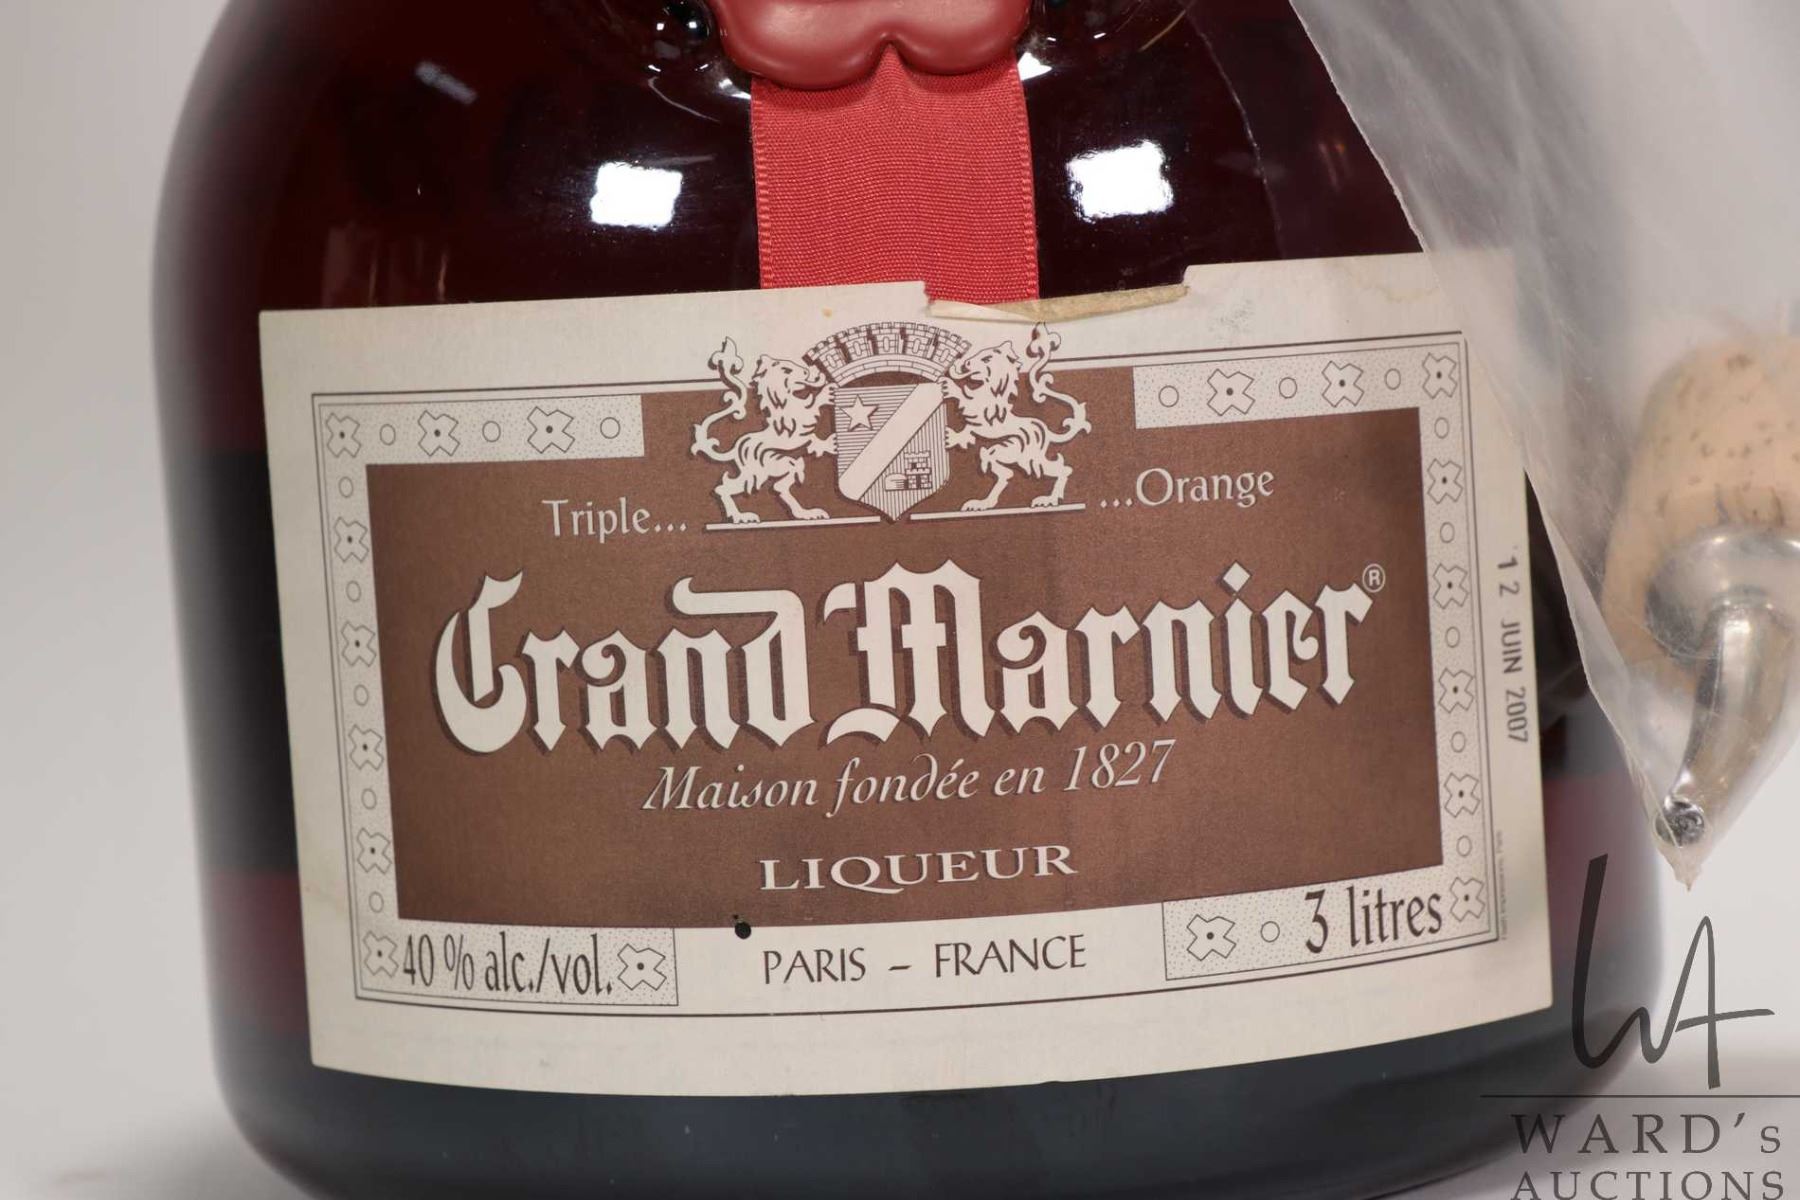 Triple... ...Orange
Grand Marnier®
Maison fondée en 1827
LIQUEUR
40 % alc./vol.
PARIS – FRANCE
3 litres
12 JUIN 2007
WARD's
AUCTIONS